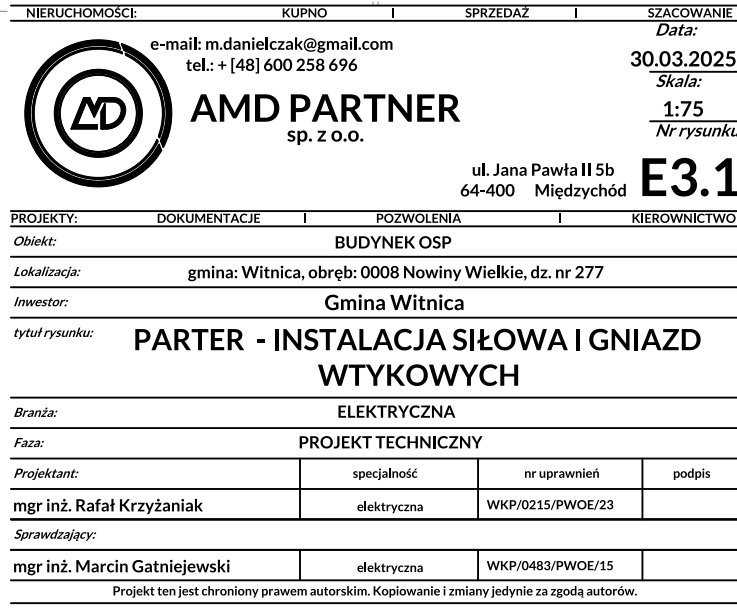 NIERUCHOMOŚCI: KUPNO I SPRZEDAŻ I SZACOWANIE
e-mail: m.danielczak@gmail.com
tel.: + [48] 600 258 696
Data:
30.03.2025
Skala:
1:75
Nr rysunku
AMD PARTNER
sp. z o.o.
ul. Jana Pawła II 5b
64-400 Międzychód
E3.1
PROJEKTY: DOKUMENTACJE I POZWOLENIA I KIEROWNICTWO
Obiekt: BUDYNEK OSP
Lokalizacja: gmina: Witnica, obręb: 0008 Nowiny Wielkie, dz. nr 277
Inwestor: Gmina Witnica
tytuł rysunku: PARTER - INSTALACJA SIŁOWA I GNIAZD
WTYKOWYCH
Branża: ELEKTRYCZNA
Faza: PROJEKT TECHNICZNY
Projektant: specjalność nr uprawnień podpis
mgr inż. Rafał Krzyżaniak elektryczna WKP/0215/PWOE/23
Sprawdzający:
mgr inż. Marcin Gatniejewski elektryczna WKP/0483/PWOE/15
Projekt ten jest chroniony prawem autorskim. Kopiowanie i zmiany jedynie za zgodą autorów.